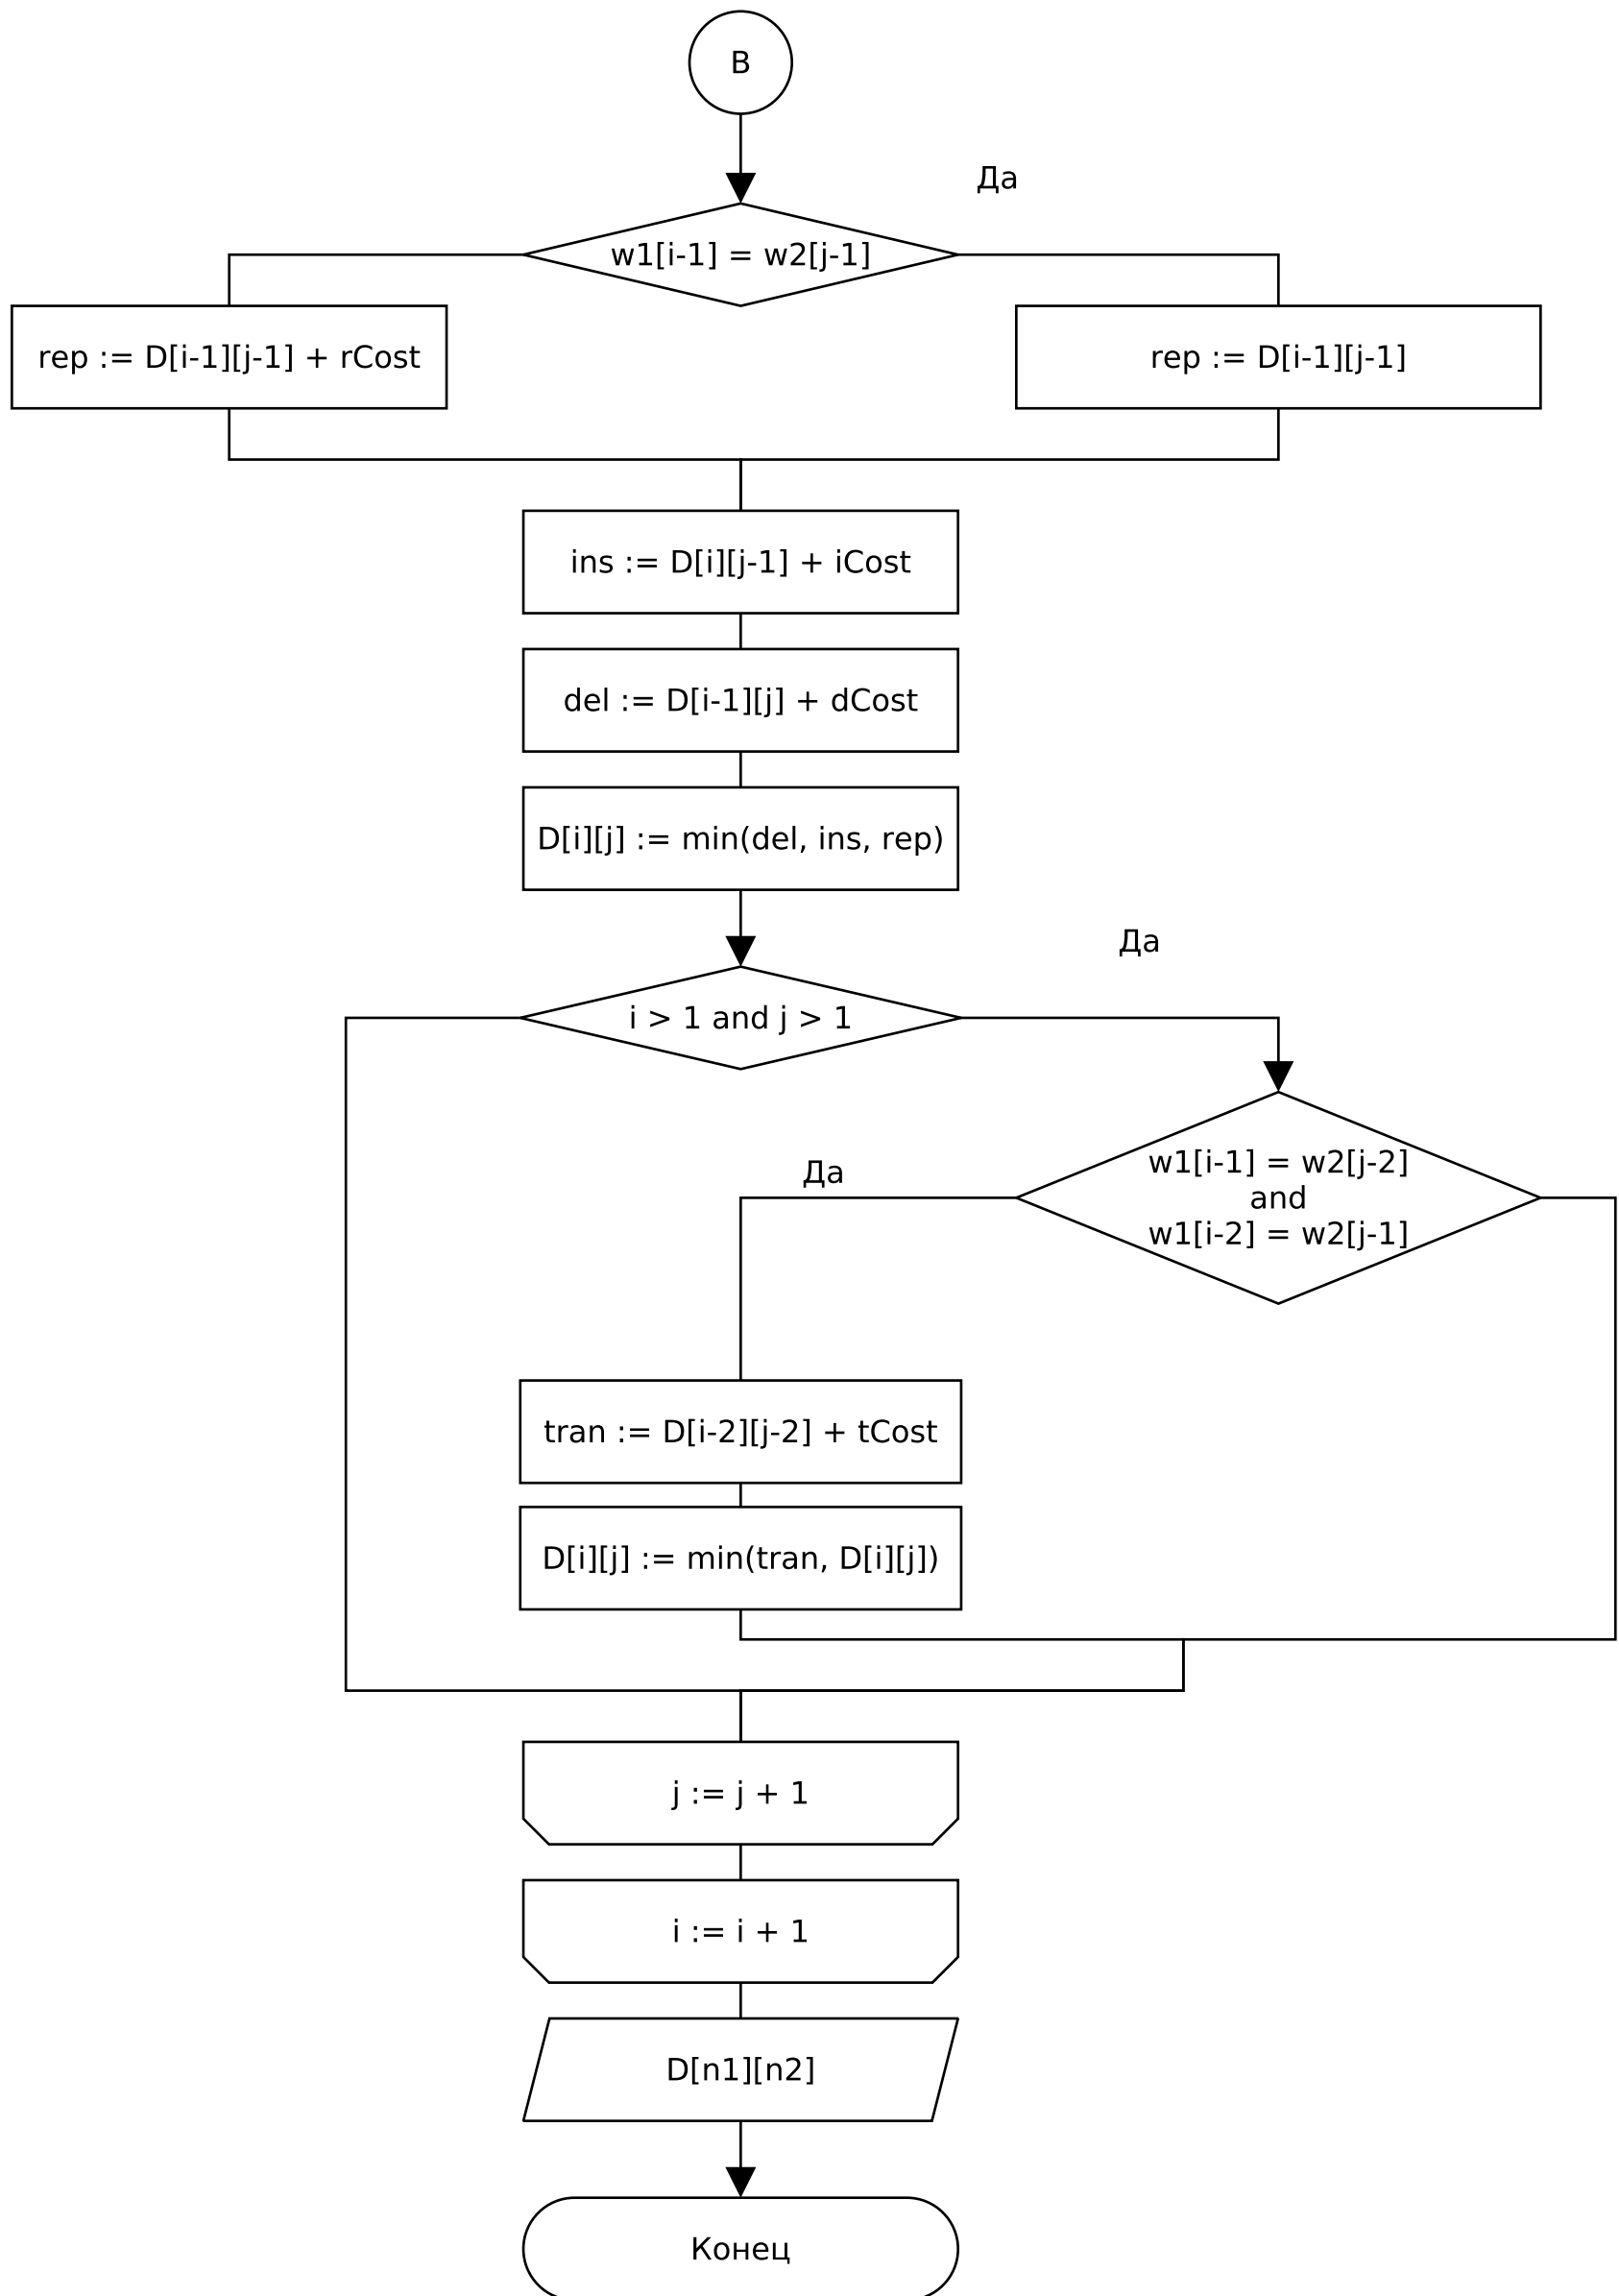 B
Да
w1[i-1] = w2[j-1]
rep := D[i-1][j-1] + rCost
rep := D[i-1][j-1]
ins := D[i][j-1] + iCost
del := D[i-1][j] + dCost
D[i][j] := min(del, ins, rep)
Да
i > 1 and j > 1
w1[i-1] = w2[j-2]
and
w1[i-2] = w2[j-1]
Да
tran := D[i-2][j-2] + tCost
D[i][j] := min(tran, D[i][j])
j := j + 1
i := i + 1
D[n1][n2]
Конец